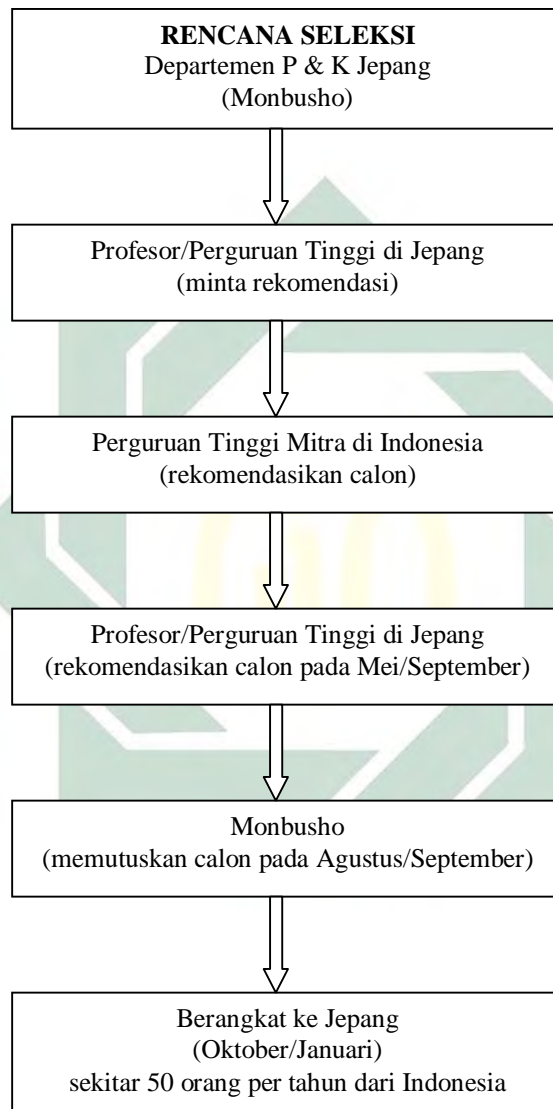 RENCANA SELEKSI
Departemen P & K Jepang
(Monbusho)
Profesor/Perguruan Tinggi di Jepang
(minta rekomendasi)
Perguruan Tinggi Mitra di Indonesia
(rekomendasikan calon)
Profesor/Perguruan Tinggi di Jepang
(rekomendasikan calon pada Mei/September)
Monbusho
(memutuskan calon pada Agustus/September)
Berangkat ke Jepang
(Oktober/Januari)
sekitar 50 orang per tahun dari Indonesia